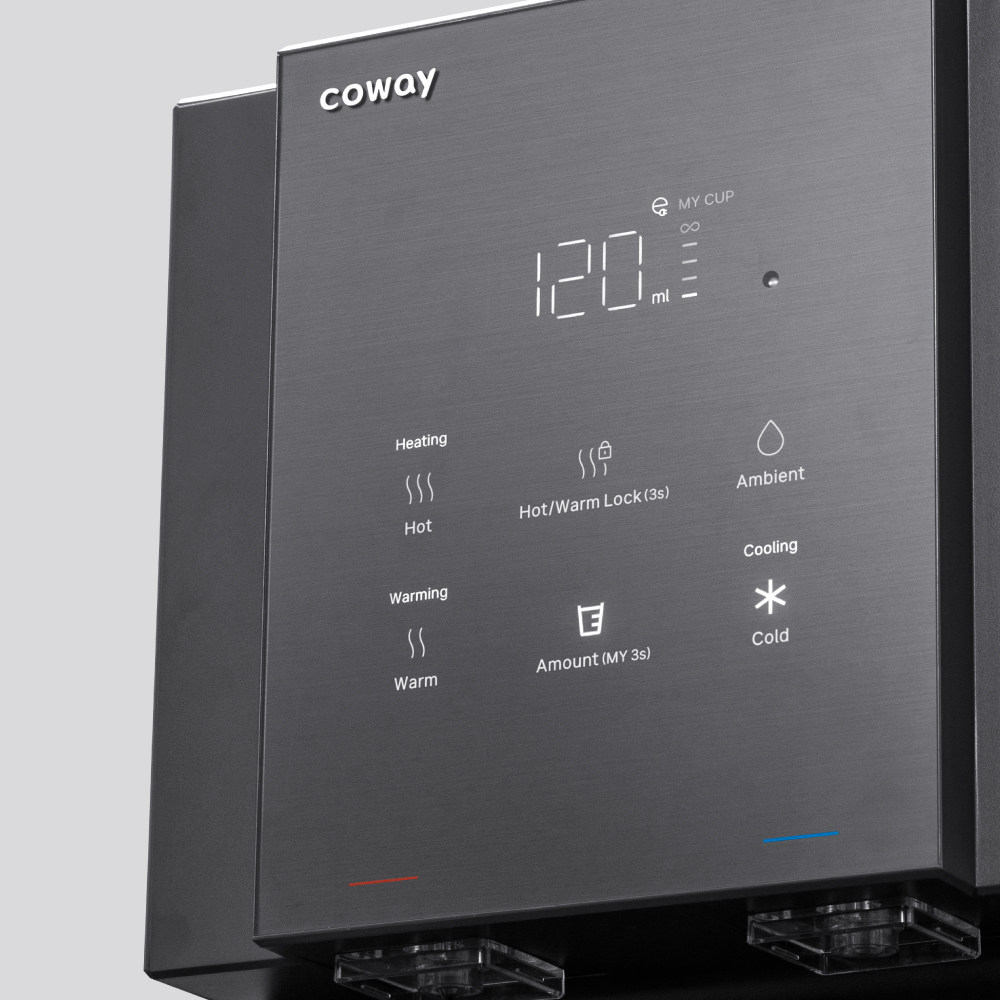 coway
MY CUP
120 ml
Heating
Hot
Hot/Warm Lock (3s)
Ambient
Warming
Warm
Amount (MY 3s)
Cooling
Cold